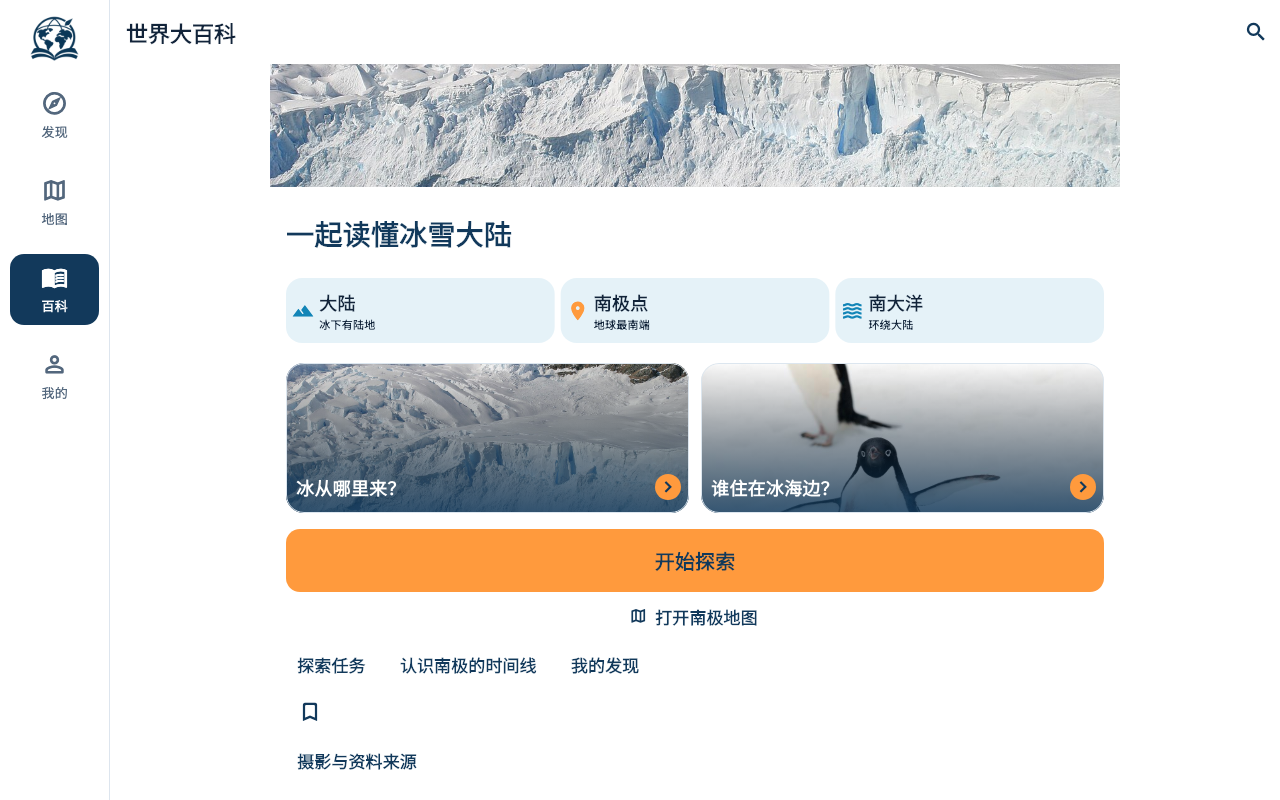 世界大百科
发现
地图
百科
我的
一起读懂冰雪大陆
大陆
冰下有陆地
南极点
地球最南端
南大洋
环绕大陆
冰从哪里来?
谁住在冰海边?
开始探索
打开南极地图
探索任务
认识南极的时间线
我的发现
摄影与资料来源